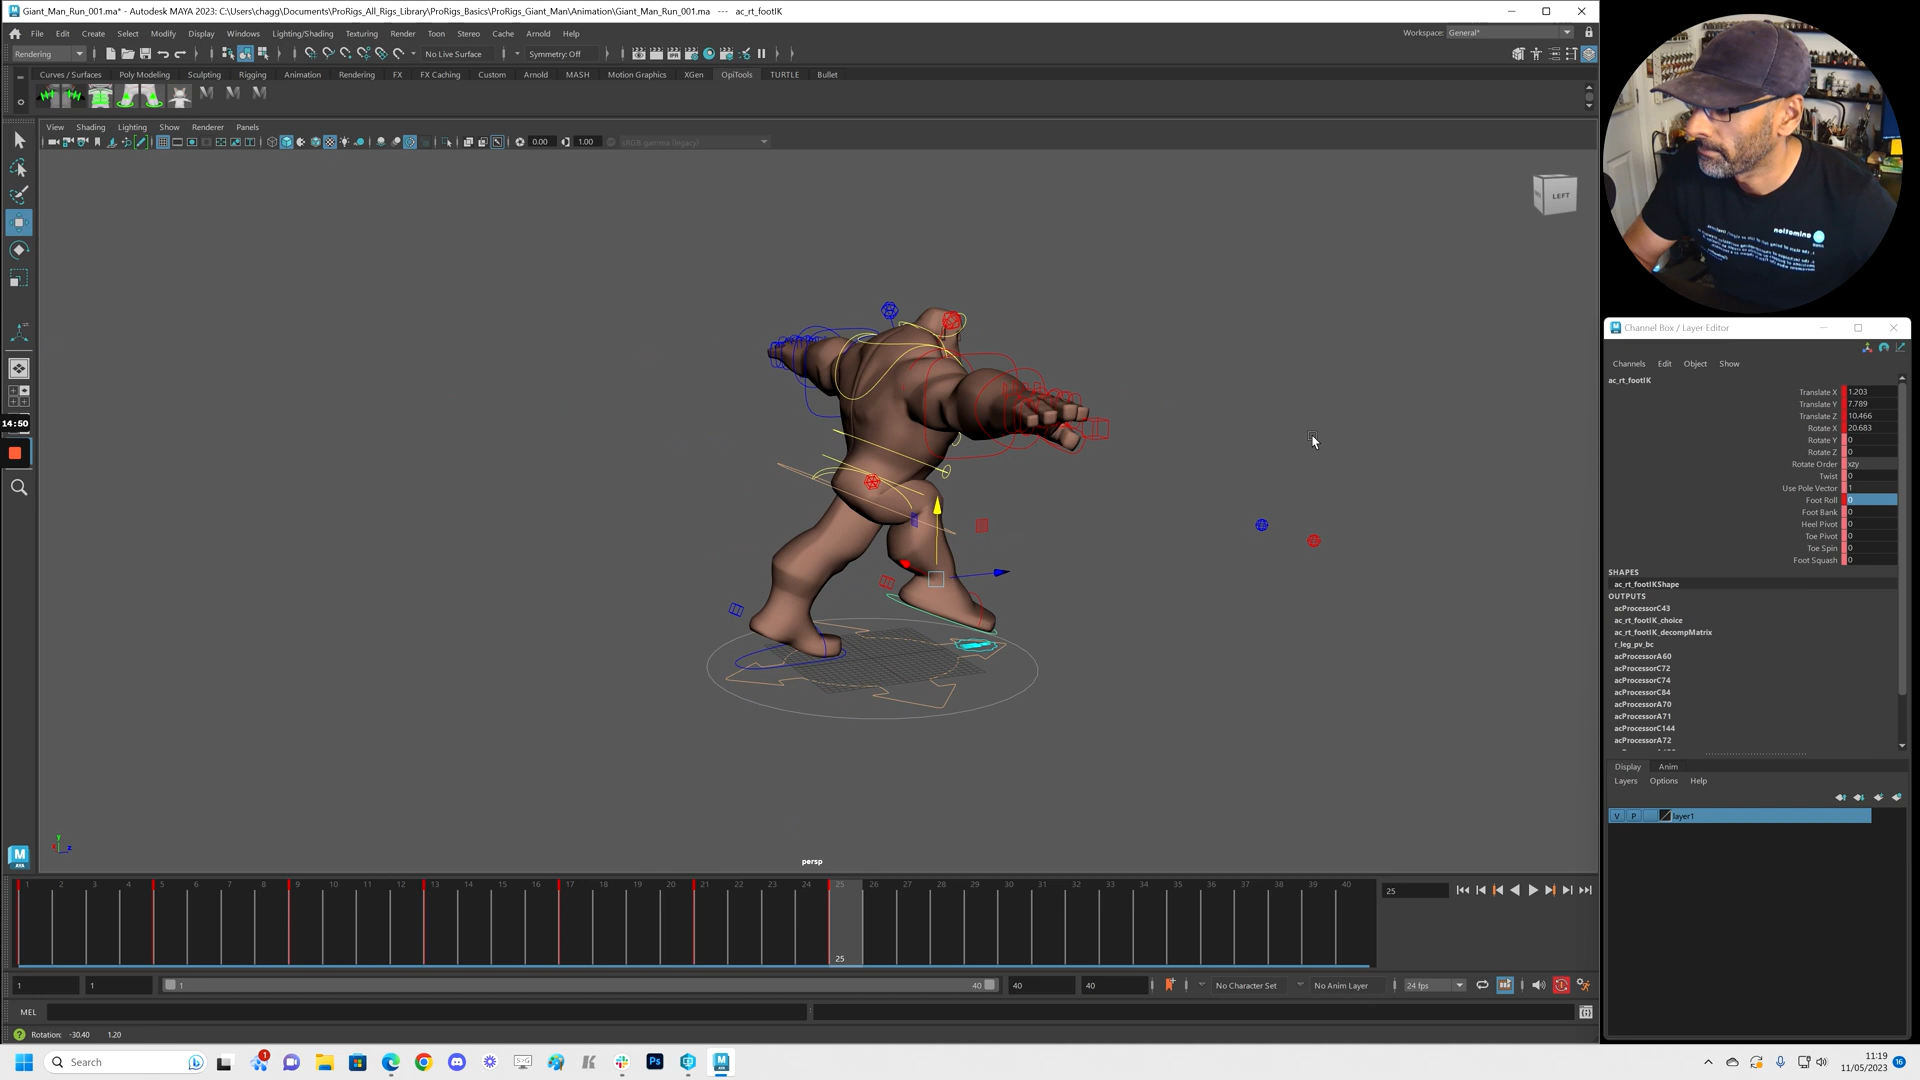 Giant_Man_Run_001.ma* - Autodesk MAYA 2023: C:\Users\chagg\Documents\ProRigs_All_Rigs_Library\ProRigs_Basics\ProRigs_Giant_Man\Animation\Giant_Man_Run_001.ma --- ac_rt_footIK
File Edit Create Select Modify Display Windows Lighting/Shading Texturing Render Toon Stereo Cache Arnold Help
Workspace: General*
Rendering No Live Surface Symmetry: Off
Curves / Surfaces Poly Modeling Sculpting Rigging Animation Rendering FX FX Caching Custom Arnold MASH Motion Graphics XGen OpiTools TURTLE Bullet
View Shading Lighting Show Renderer Panels
0.00 1.00 sRGB gamma (legacy)
LEFT
14:50
persp
Channel Box / Layer Editor
Channels Edit Object Show
ac_rt_footIK
Translate X 1.203
Translate Y 7.789
Translate Z 10.466
Rotate X 20.683
Rotate Y 0
Rotate Z 0
Rotate Order xzy
Twist 0
Use Pole Vector 1
Foot Roll 0
Foot Bank 0
Heel Pivot 0
Toe Pivot 0
Toe Spin 0
Foot Squash 0
SHAPES
ac_rt_footIKShape
OUTPUTS
acProcessorC43
ac_rt_footIK_choice
ac_rt_footIK_decompMatrix
r_leg_pv_bc
acProcessorA60
acProcessorC72
acProcessorC74
acProcessorC84
acProcessorA70
acProcessorA71
acProcessorC144
acProcessorA72
Display Anim
Layers Options Help
V P layer1
1 2 3 4 5 6 7 8 9 10 11 12 13 14 15 16 17 18 19 20 21 22 23 24 25 26 27 28 29 30 31 32 33 34 35 36 37 38 39 40
25
25
1 1 1 40 40 40 No Character Set No Anim Layer 24 fps
MEL
Rotation: -30.40 1.20
Search
1
Ps
11:19
11/05/2023
16